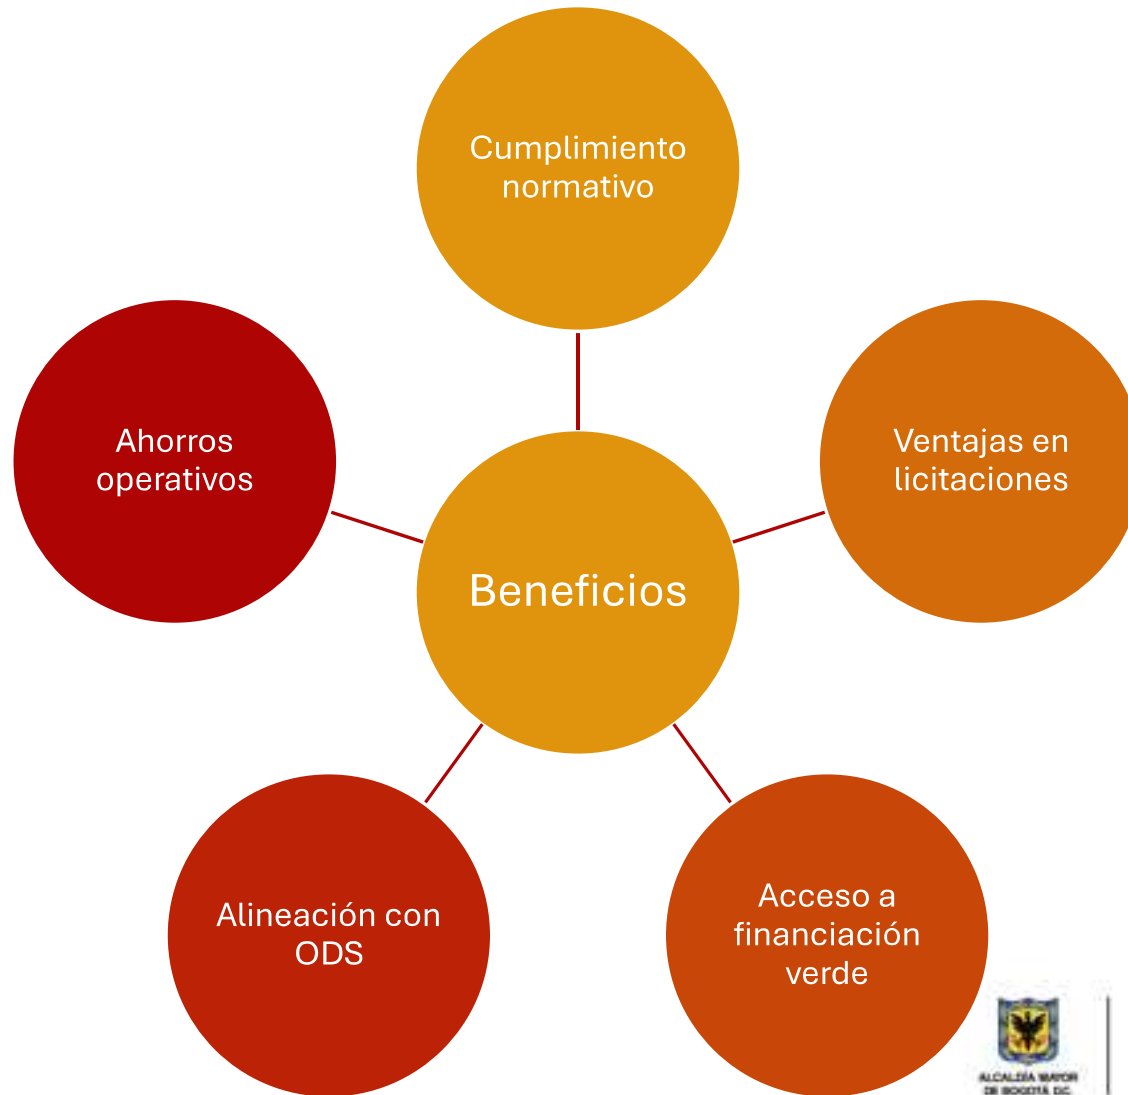 Cumplimiento
normativo
Ahorros
operativos
Ventajas en
licitaciones
Beneficios
Alineación con
ODS
Acceso a
financiación
verde
ALCALDÍA MAYOR
DE BOGOTÁ D.C.